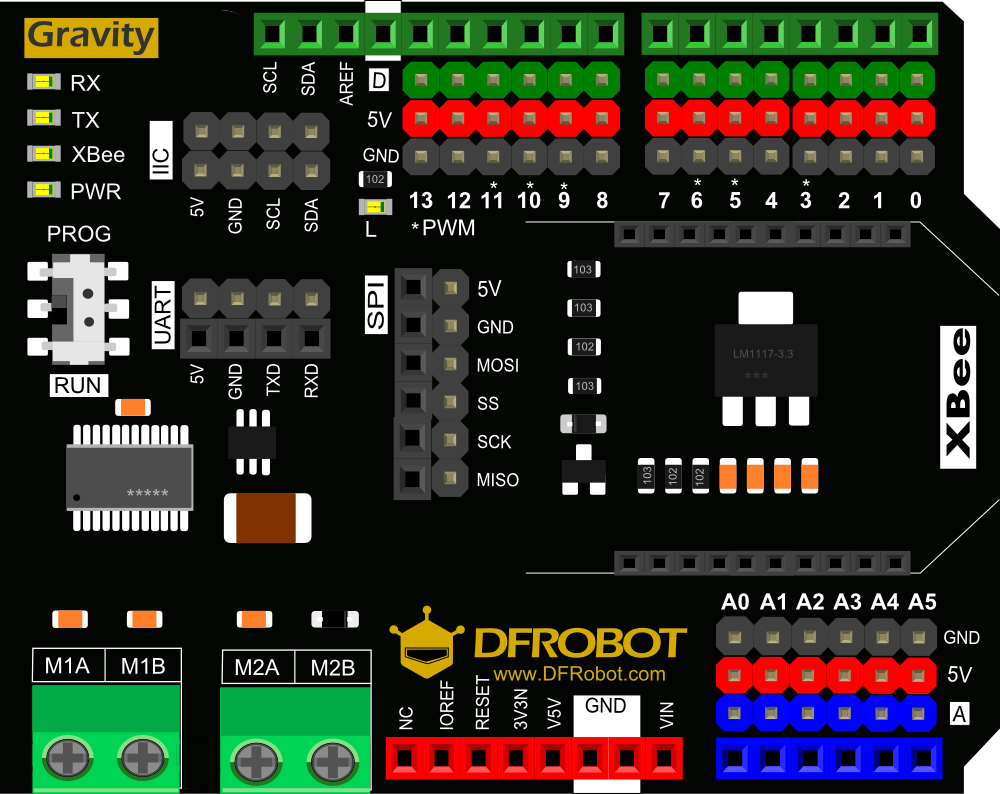 Gravity
RX
TX
XBee
PWR
SCL
SDA
AREF
D
5V
GND
102
L
13 12 11 10 9 8
* * *
*PWM
7 6 5 4 3 2 1 0
* * *
IIC
5V GND SCL SDA
PROG
RUN
UART
5V GND TXD RXD
SPI
5V
GND
MOSI
SS
SCK
MISO
103
103
102
103
LM1117-3.3
***
XBee
103 102 102
*****
M1A M1B
M2A M2B
DFROBOT
www.DFRobot.com
NC IOREF RESET 3V3N V5V GND VIN
A0 A1 A2 A3 A4 A5
GND
5V
A